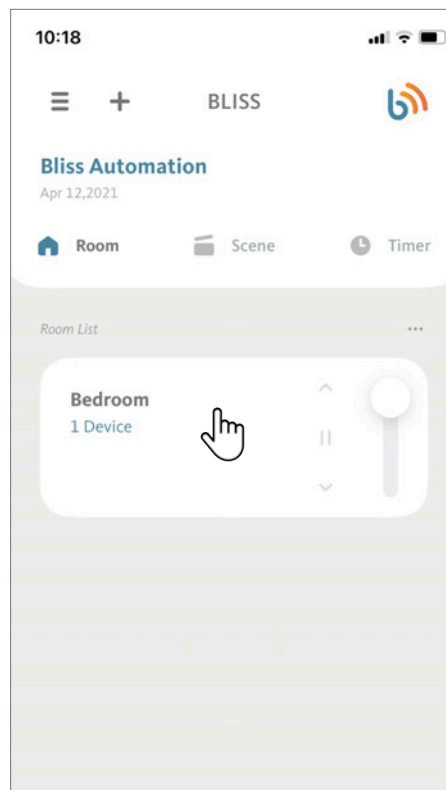 10:18
BLISS
Bliss Automation
Apr 12,2021
Room Scene Timer
Room List
Bedroom
1 Device